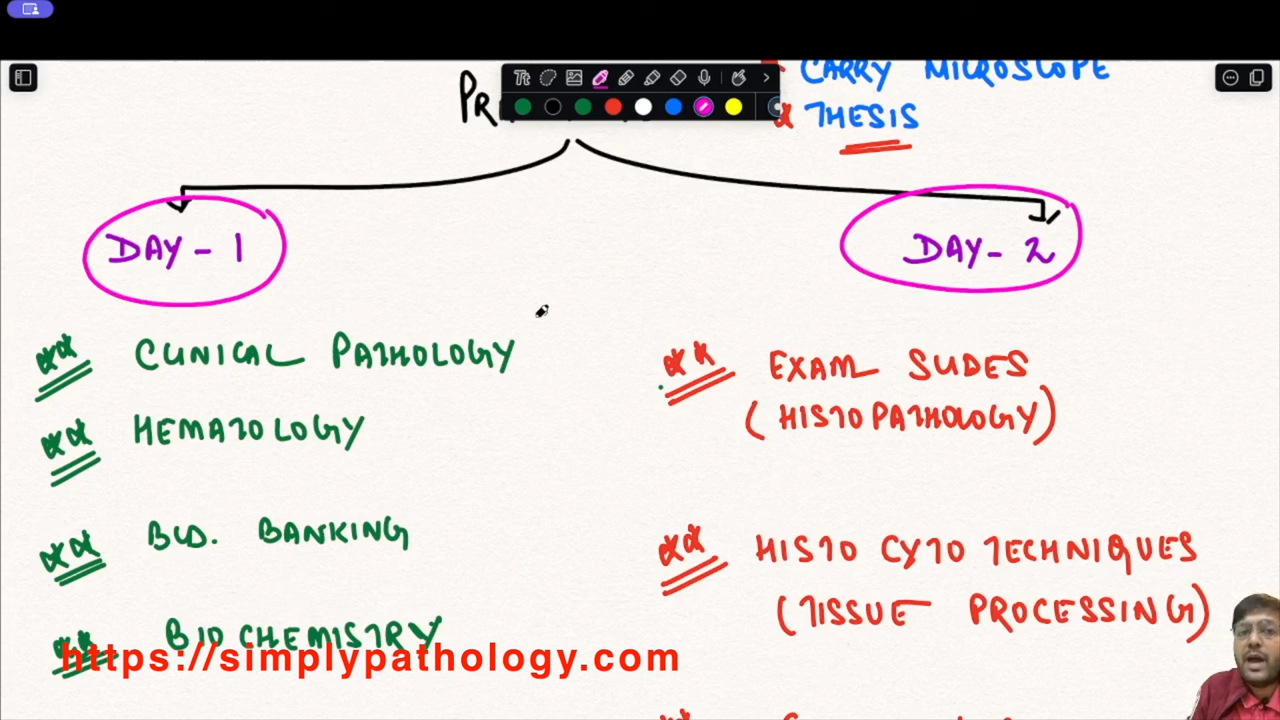 CARRY MICROSCOPE
THESIS
DAY - 1
DAY - 2
CLINICAL PATHOLOGY
HEMATOLOGY
BLD. BANKING
BIOCHEMISTRY
EXAM SLIDES
(HISTOPATHOLOGY)
HISTO CYTO TECHNIQUES
(TISSUE PROCESSING)
https://simplypathology.com